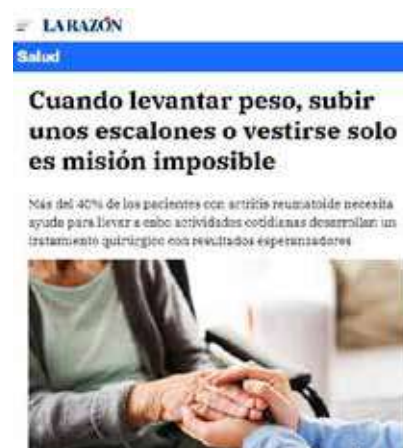 LA RAZÓN
Salud
Cuando levantar peso, subir
unos escalones o vestirse solo
es misión imposible
Más del 40% de los pacientes con artritis reumatoide necesita
ayuda para llevar a cabo actividades cotidianas desarrollan un
tratamiento quirúrgico con resultados esperanzadores